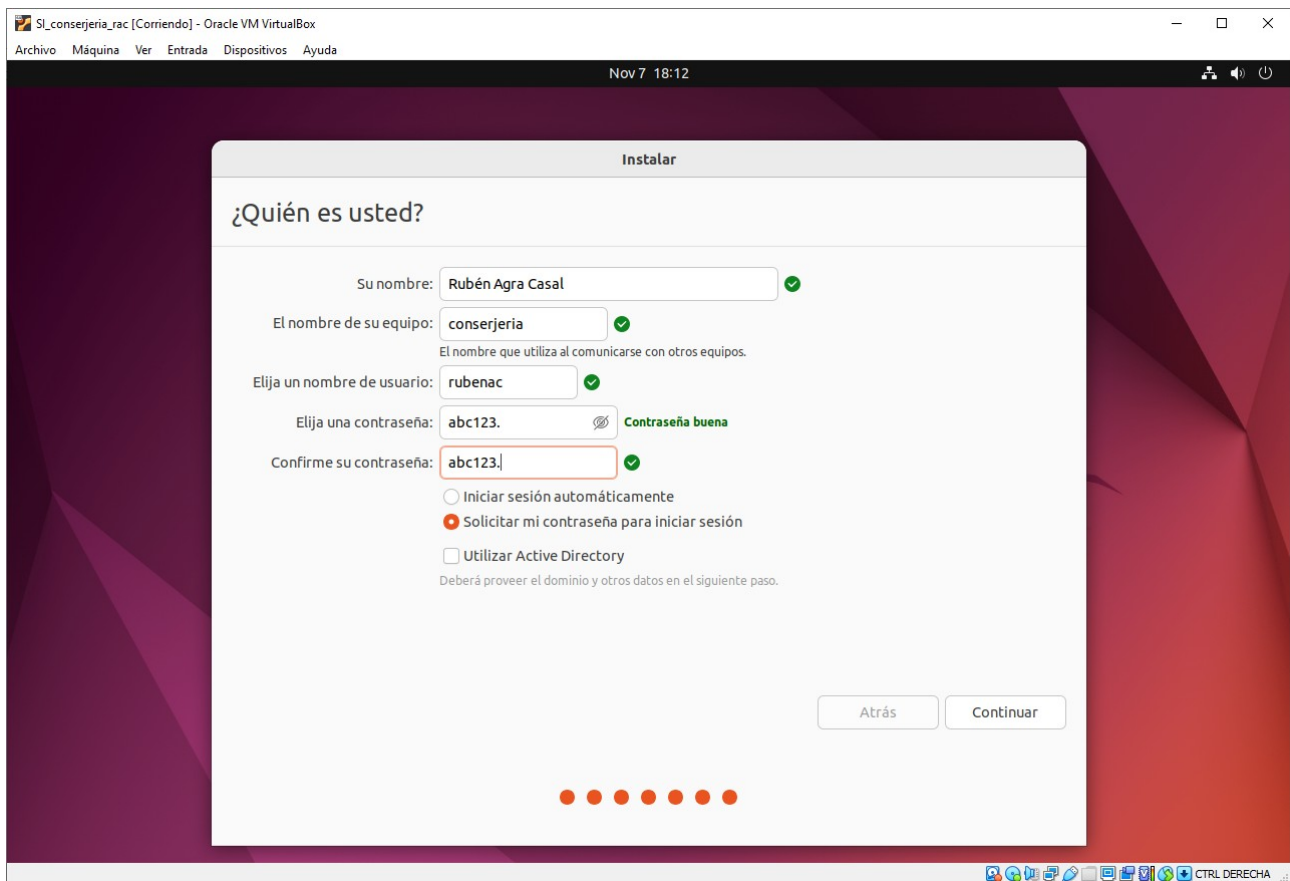 SI_conserjeria_rac [Corriendo] - Oracle VM VirtualBox
Archivo Máquina Ver Entrada Dispositivos Ayuda
Nov 7 18:12
Instalar
¿Quién es usted?
Su nombre: Rubén Agra Casal
El nombre de su equipo: conserjeria
El nombre que utiliza al comunicarse con otros equipos.
Elija un nombre de usuario: rubenac
Elija una contraseña: abc123. Contraseña buena
Confirme su contraseña: abc123.
Iniciar sesión automáticamente
Solicitar mi contraseña para iniciar sesión
Utilizar Active Directory
Deberá proveer el dominio y otros datos en el siguiente paso.
Atrás Continuar
CTRL DERECHA